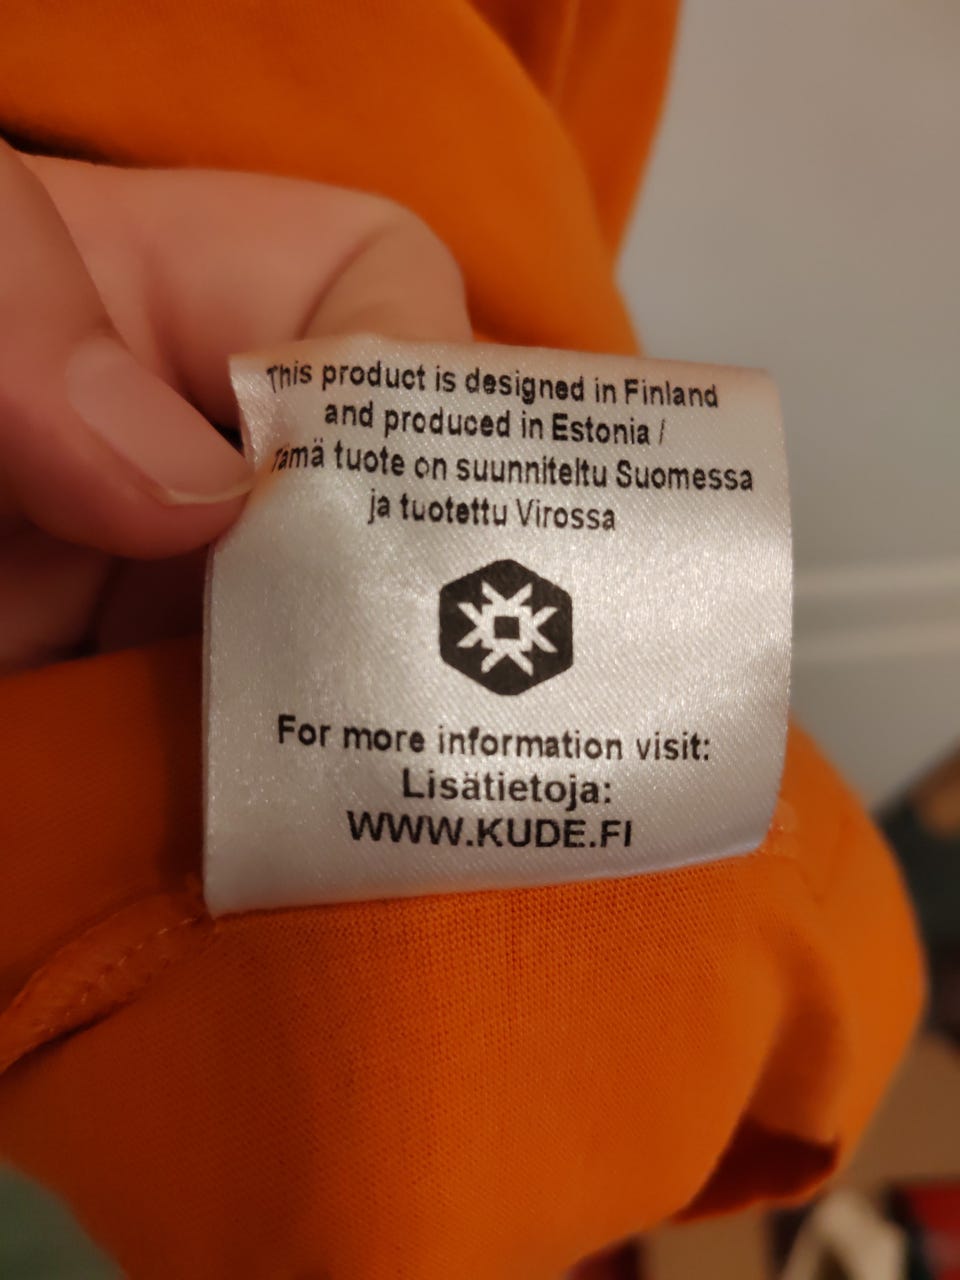 This product is designed in Finland
and produced in Estonia /
Tämä tuote on suunniteltu Suomessa
ja tuotettu Virossa
For more information visit:
Lisätietoja:
WWW.KUDE.FI